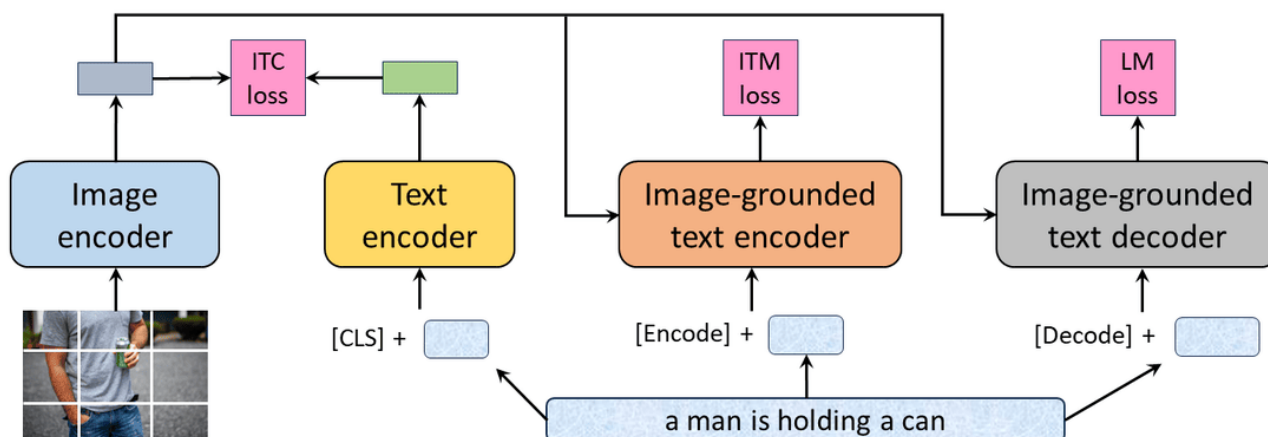 ITC
loss
ITM
loss
LM
loss
Image
encoder
Text
encoder
Image-grounded
text encoder
Image-grounded
text decoder
[CLS] +
[Encode] +
[Decode] +
a man is holding a can